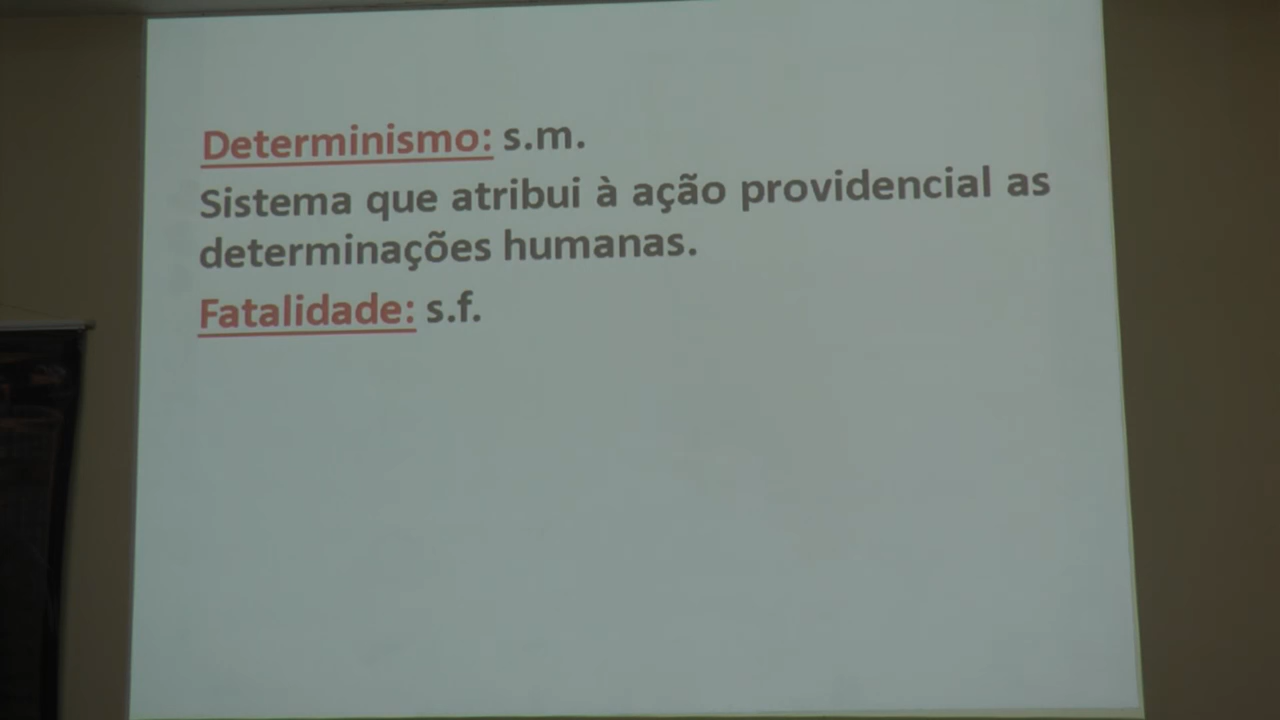 Determinismo: s.m.
Sistema que atribui à ação providencial as
determinações humanas.
Fatalidade: s.f.